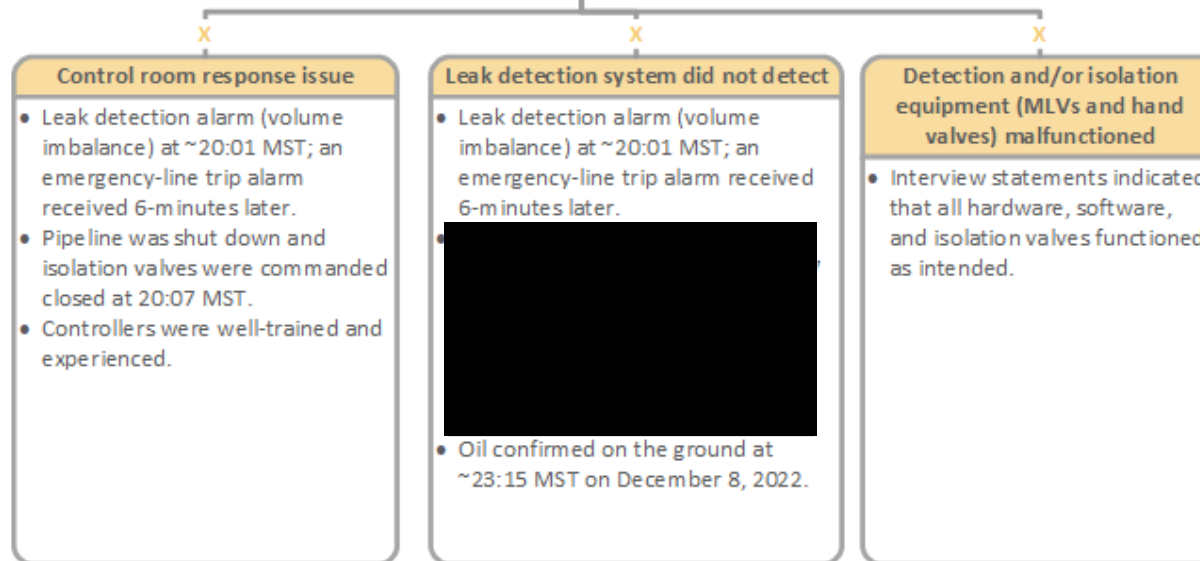 X
X
X
Control room response issue
• Leak detection alarm (volume
imbalance) at ~20:01 MST; an
emergency-line trip alarm
received 6-minutes later.
• Pipeline was shut down and
isolation valves were commanded
closed at 20:07 MST.
• Controllers were well-trained and
experienced.
Leak detection system did not detect
• Leak detection alarm (volume
imbalance) at ~20:01 MST; an
emergency-line trip alarm received
6-minutes later.
•
• Oil confirmed on the ground at
~23:15 MST on December 8, 2022.
Detection and/or isolation
equipment (MLVs and hand
valves) malfunctioned
• Interview statements indicated
that all hardware, software,
and isolation valves functioned
as intended.